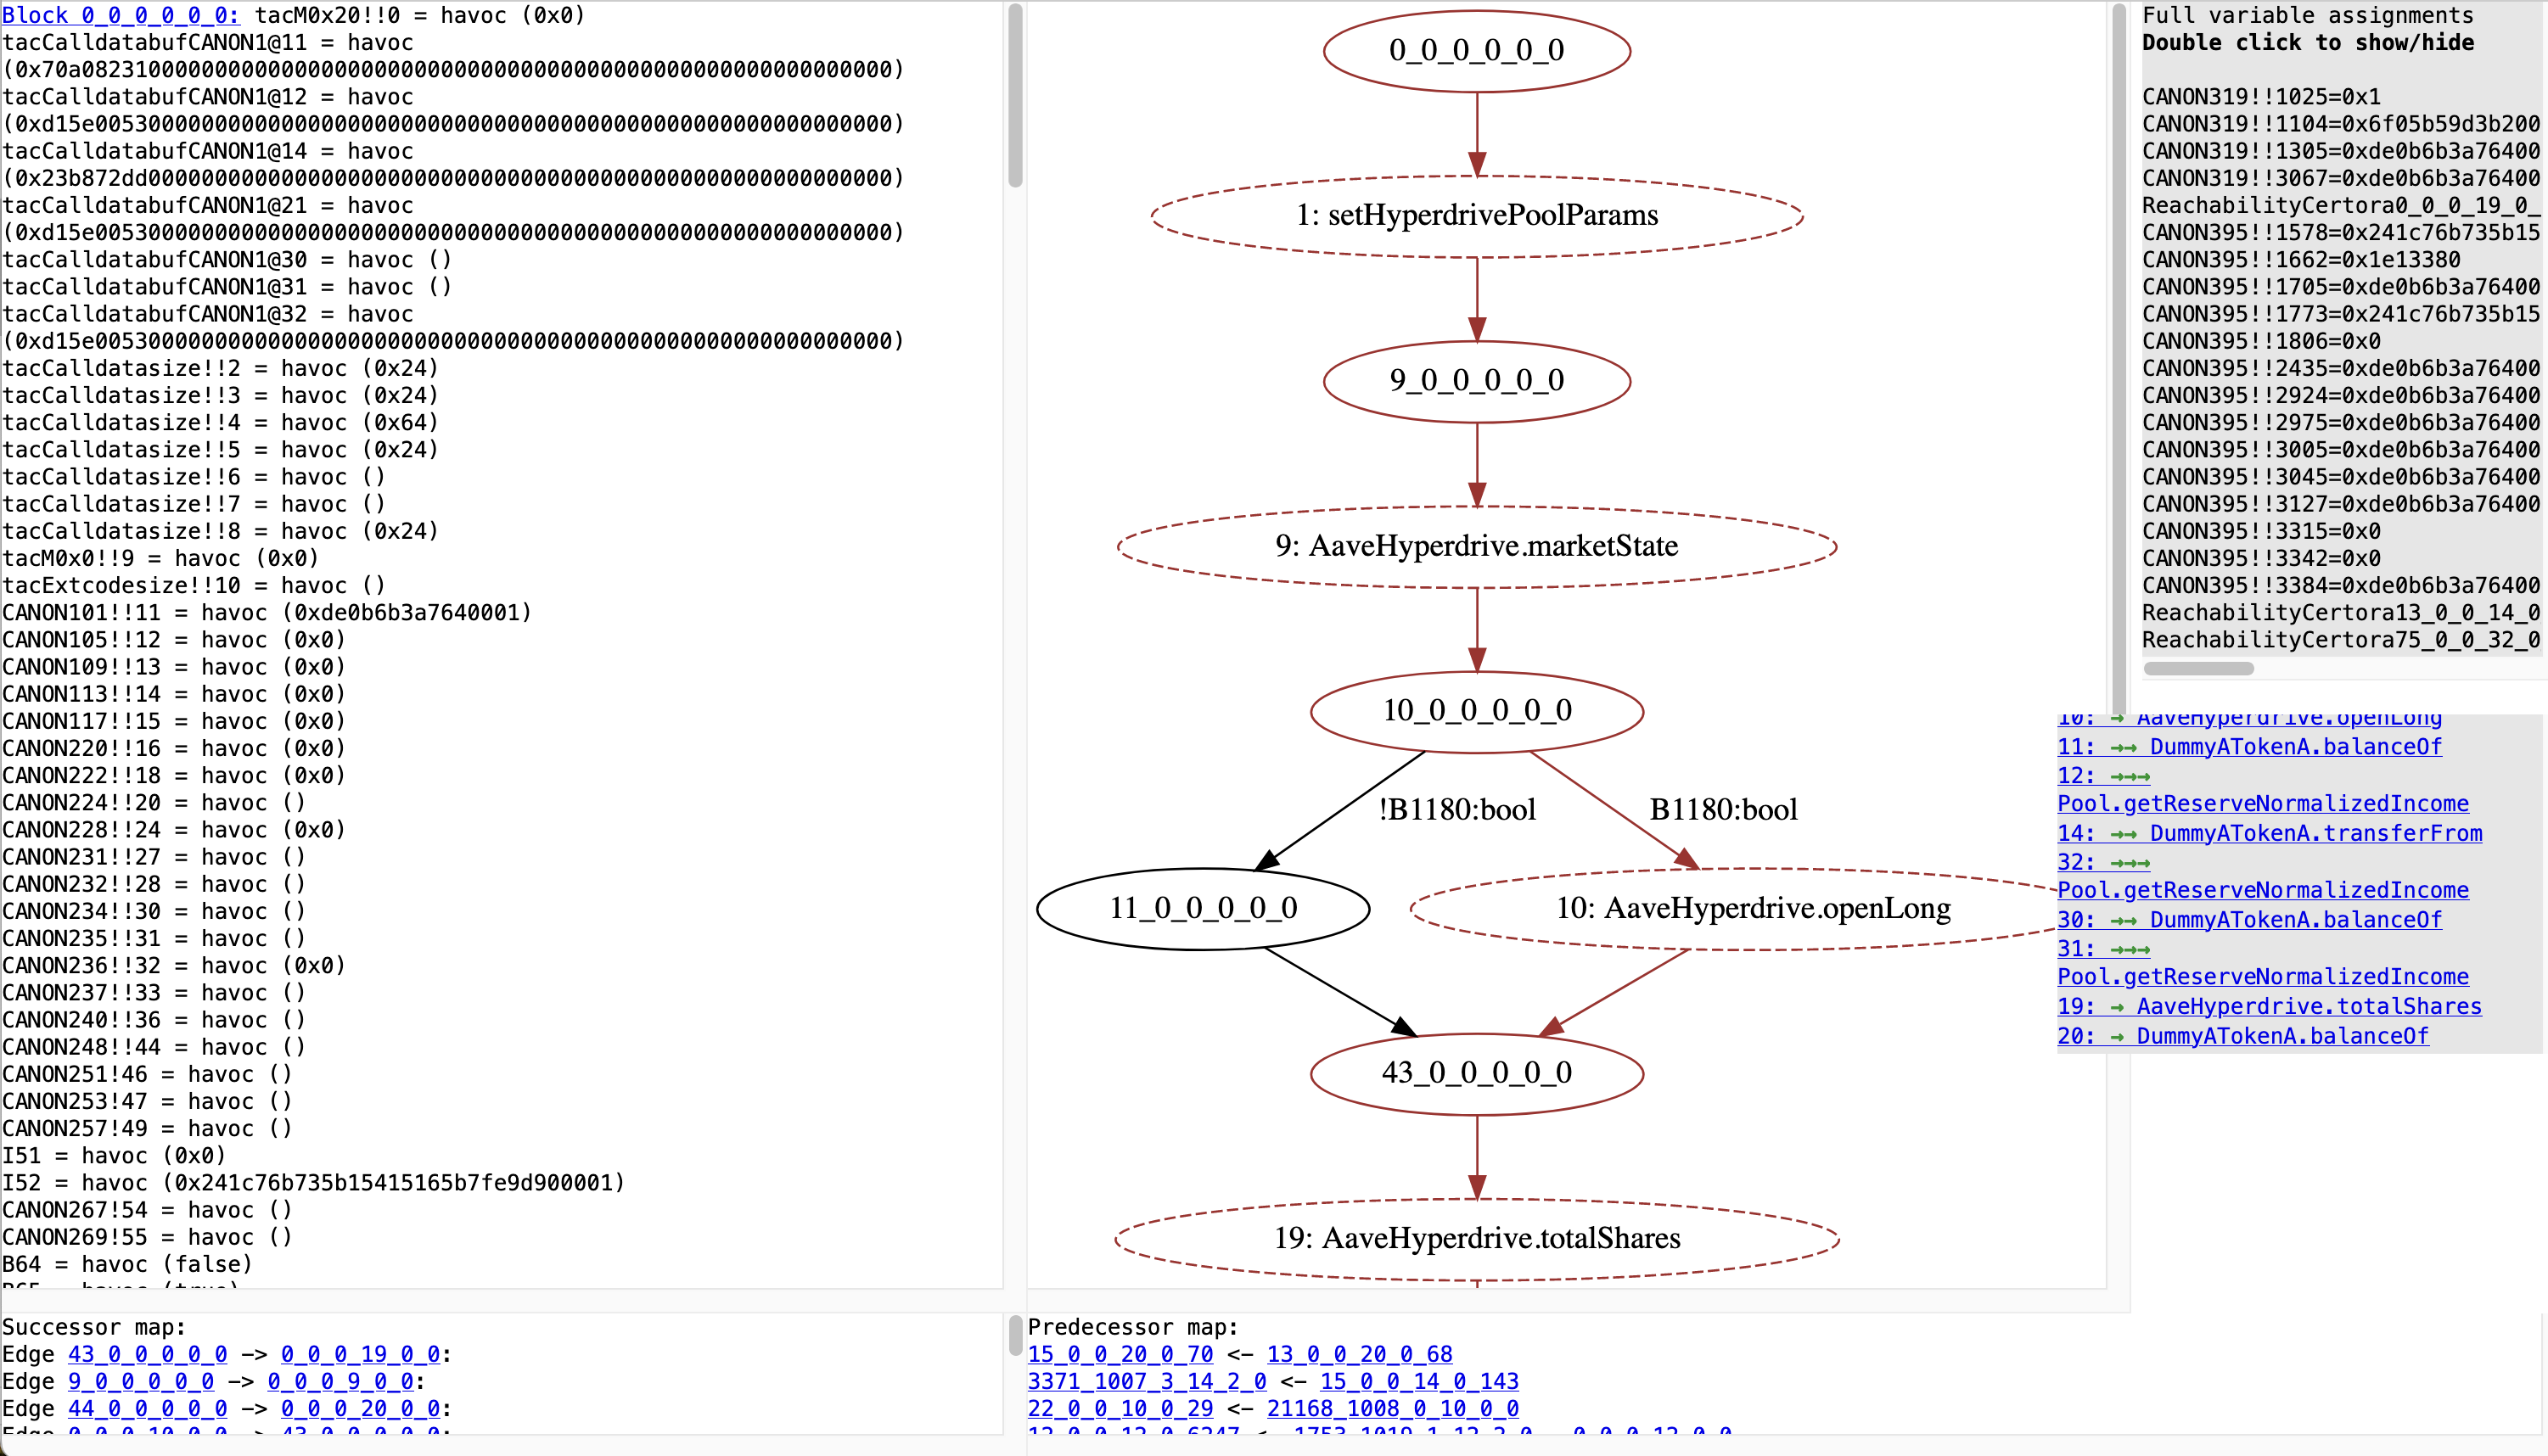 Block 0_0_0_0_0_0: tacM0x20!!0 = havoc (0x0)
tacCalldatabufCANON1@11 = havoc
(0x70a0823100000000000000000000000000000000000000000000000000000000)
tacCalldatabufCANON1@12 = havoc
(0xd15e005300000000000000000000000000000000000000000000000000000000)
tacCalldatabufCANON1@14 = havoc
(0x23b872dd00000000000000000000000000000000000000000000000000000000)
tacCalldatabufCANON1@21 = havoc
(0xd15e005300000000000000000000000000000000000000000000000000000000)
tacCalldatabufCANON1@30 = havoc ()
tacCalldatabufCANON1@31 = havoc ()
tacCalldatabufCANON1@32 = havoc
(0xd15e005300000000000000000000000000000000000000000000000000000000)
tacCalldatasize!!2 = havoc (0x24)
tacCalldatasize!!3 = havoc (0x24)
tacCalldatasize!!4 = havoc (0x64)
tacCalldatasize!!5 = havoc (0x24)
tacCalldatasize!!6 = havoc ()
tacCalldatasize!!7 = havoc ()
tacCalldatasize!!8 = havoc (0x24)
tacM0x0!!9 = havoc (0x0)
tacExtcodesize!!10 = havoc ()
CANON101!!11 = havoc (0xde0b6b3a7640001)
CANON105!!12 = havoc (0x0)
CANON109!!13 = havoc (0x0)
CANON113!!14 = havoc (0x0)
CANON117!!15 = havoc (0x0)
CANON220!!16 = havoc (0x0)
CANON222!!18 = havoc (0x0)
CANON224!!20 = havoc ()
CANON228!!24 = havoc (0x0)
CANON231!!27 = havoc ()
CANON232!!28 = havoc ()
CANON234!!30 = havoc ()
CANON235!!31 = havoc ()
CANON236!!32 = havoc (0x0)
CANON237!!33 = havoc ()
CANON240!!36 = havoc ()
CANON248!!44 = havoc ()
CANON251!46 = havoc ()
CANON253!47 = havoc ()
CANON257!49 = havoc ()
I51 = havoc (0x0)
I52 = havoc (0x241c76b735b15415165b7fe9d900001)
CANON267!54 = havoc ()
CANON269!55 = havoc ()
B64 = havoc (false)
0_0_0_0_0_0
1: setHyperdrivePoolParams
9_0_0_0_0_0
9: AaveHyperdrive.marketState
10_0_0_0_0_0
!B1180:bool
B1180:bool
11_0_0_0_0_0
10: AaveHyperdrive.openLong
43_0_0_0_0_0
19: AaveHyperdrive.totalShares
Full variable assignments
Double click to show/hide
CANON319!!1025=0x1
CANON319!!1104=0x6f05b59d3b200
CANON319!!1305=0xde0b6b3a76400
CANON319!!3067=0xde0b6b3a76400
ReachabilityCertora0_0_0_19_0_
CANON395!!1578=0x241c76b735b15
CANON395!!1662=0x1e13380
CANON395!!1705=0xde0b6b3a76400
CANON395!!1773=0x241c76b735b15
CANON395!!1806=0x0
CANON395!!2435=0xde0b6b3a76400
CANON395!!2924=0xde0b6b3a76400
CANON395!!2975=0xde0b6b3a76400
CANON395!!3005=0xde0b6b3a76400
CANON395!!3045=0xde0b6b3a76400
CANON395!!3127=0xde0b6b3a76400
CANON395!!3315=0x0
CANON395!!3342=0x0
CANON395!!3384=0xde0b6b3a76400
ReachabilityCertora13_0_0_14_0
ReachabilityCertora75_0_0_32_0
10: → AaveHyperdrive.openLong
11: →→ DummyATokenA.balanceOf
12: →→→
Pool.getReserveNormalizedIncome
14: →→ DummyATokenA.transferFrom
32: →→→
Pool.getReserveNormalizedIncome
30: →→ DummyATokenA.balanceOf
31: →→→
Pool.getReserveNormalizedIncome
19: → AaveHyperdrive.totalShares
20: → DummyATokenA.balanceOf
Successor map:
Edge 43_0_0_0_0_0 -> 0_0_0_19_0_0:
Edge 9_0_0_0_0_0 -> 0_0_0_9_0_0:
Edge 44_0_0_0_0_0 -> 0_0_0_20_0_0:
Predecessor map:
15_0_0_20_0_70 <- 13_0_0_20_0_68
3371_1007_3_14_2_0 <- 15_0_0_14_0_143
22_0_0_10_0_29 <- 21168_1008_0_10_0_0